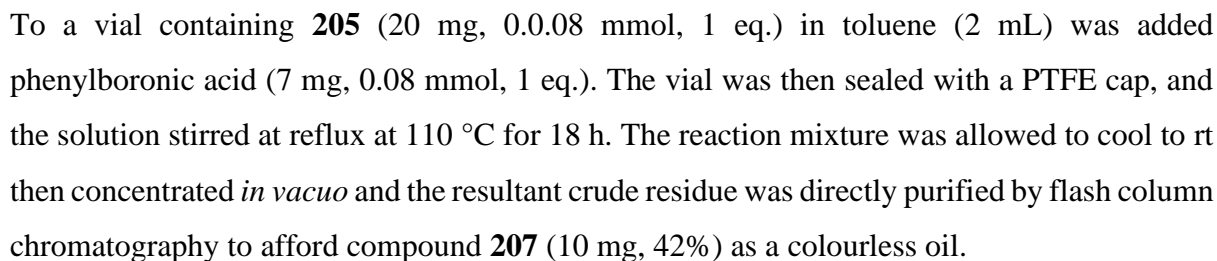 To a vial containing 205 (20 mg, 0.0.08 mmol, 1 eq.) in toluene (2 mL) was added
phenylboronic acid (7 mg, 0.08 mmol, 1 eq.). The vial was then sealed with a PTFE cap, and
the solution stirred at reflux at 110 °C for 18 h. The reaction mixture was allowed to cool to rt
then concentrated in vacuo and the resultant crude residue was directly purified by flash column
chromatography to afford compound 207 (10 mg, 42%) as a colourless oil.